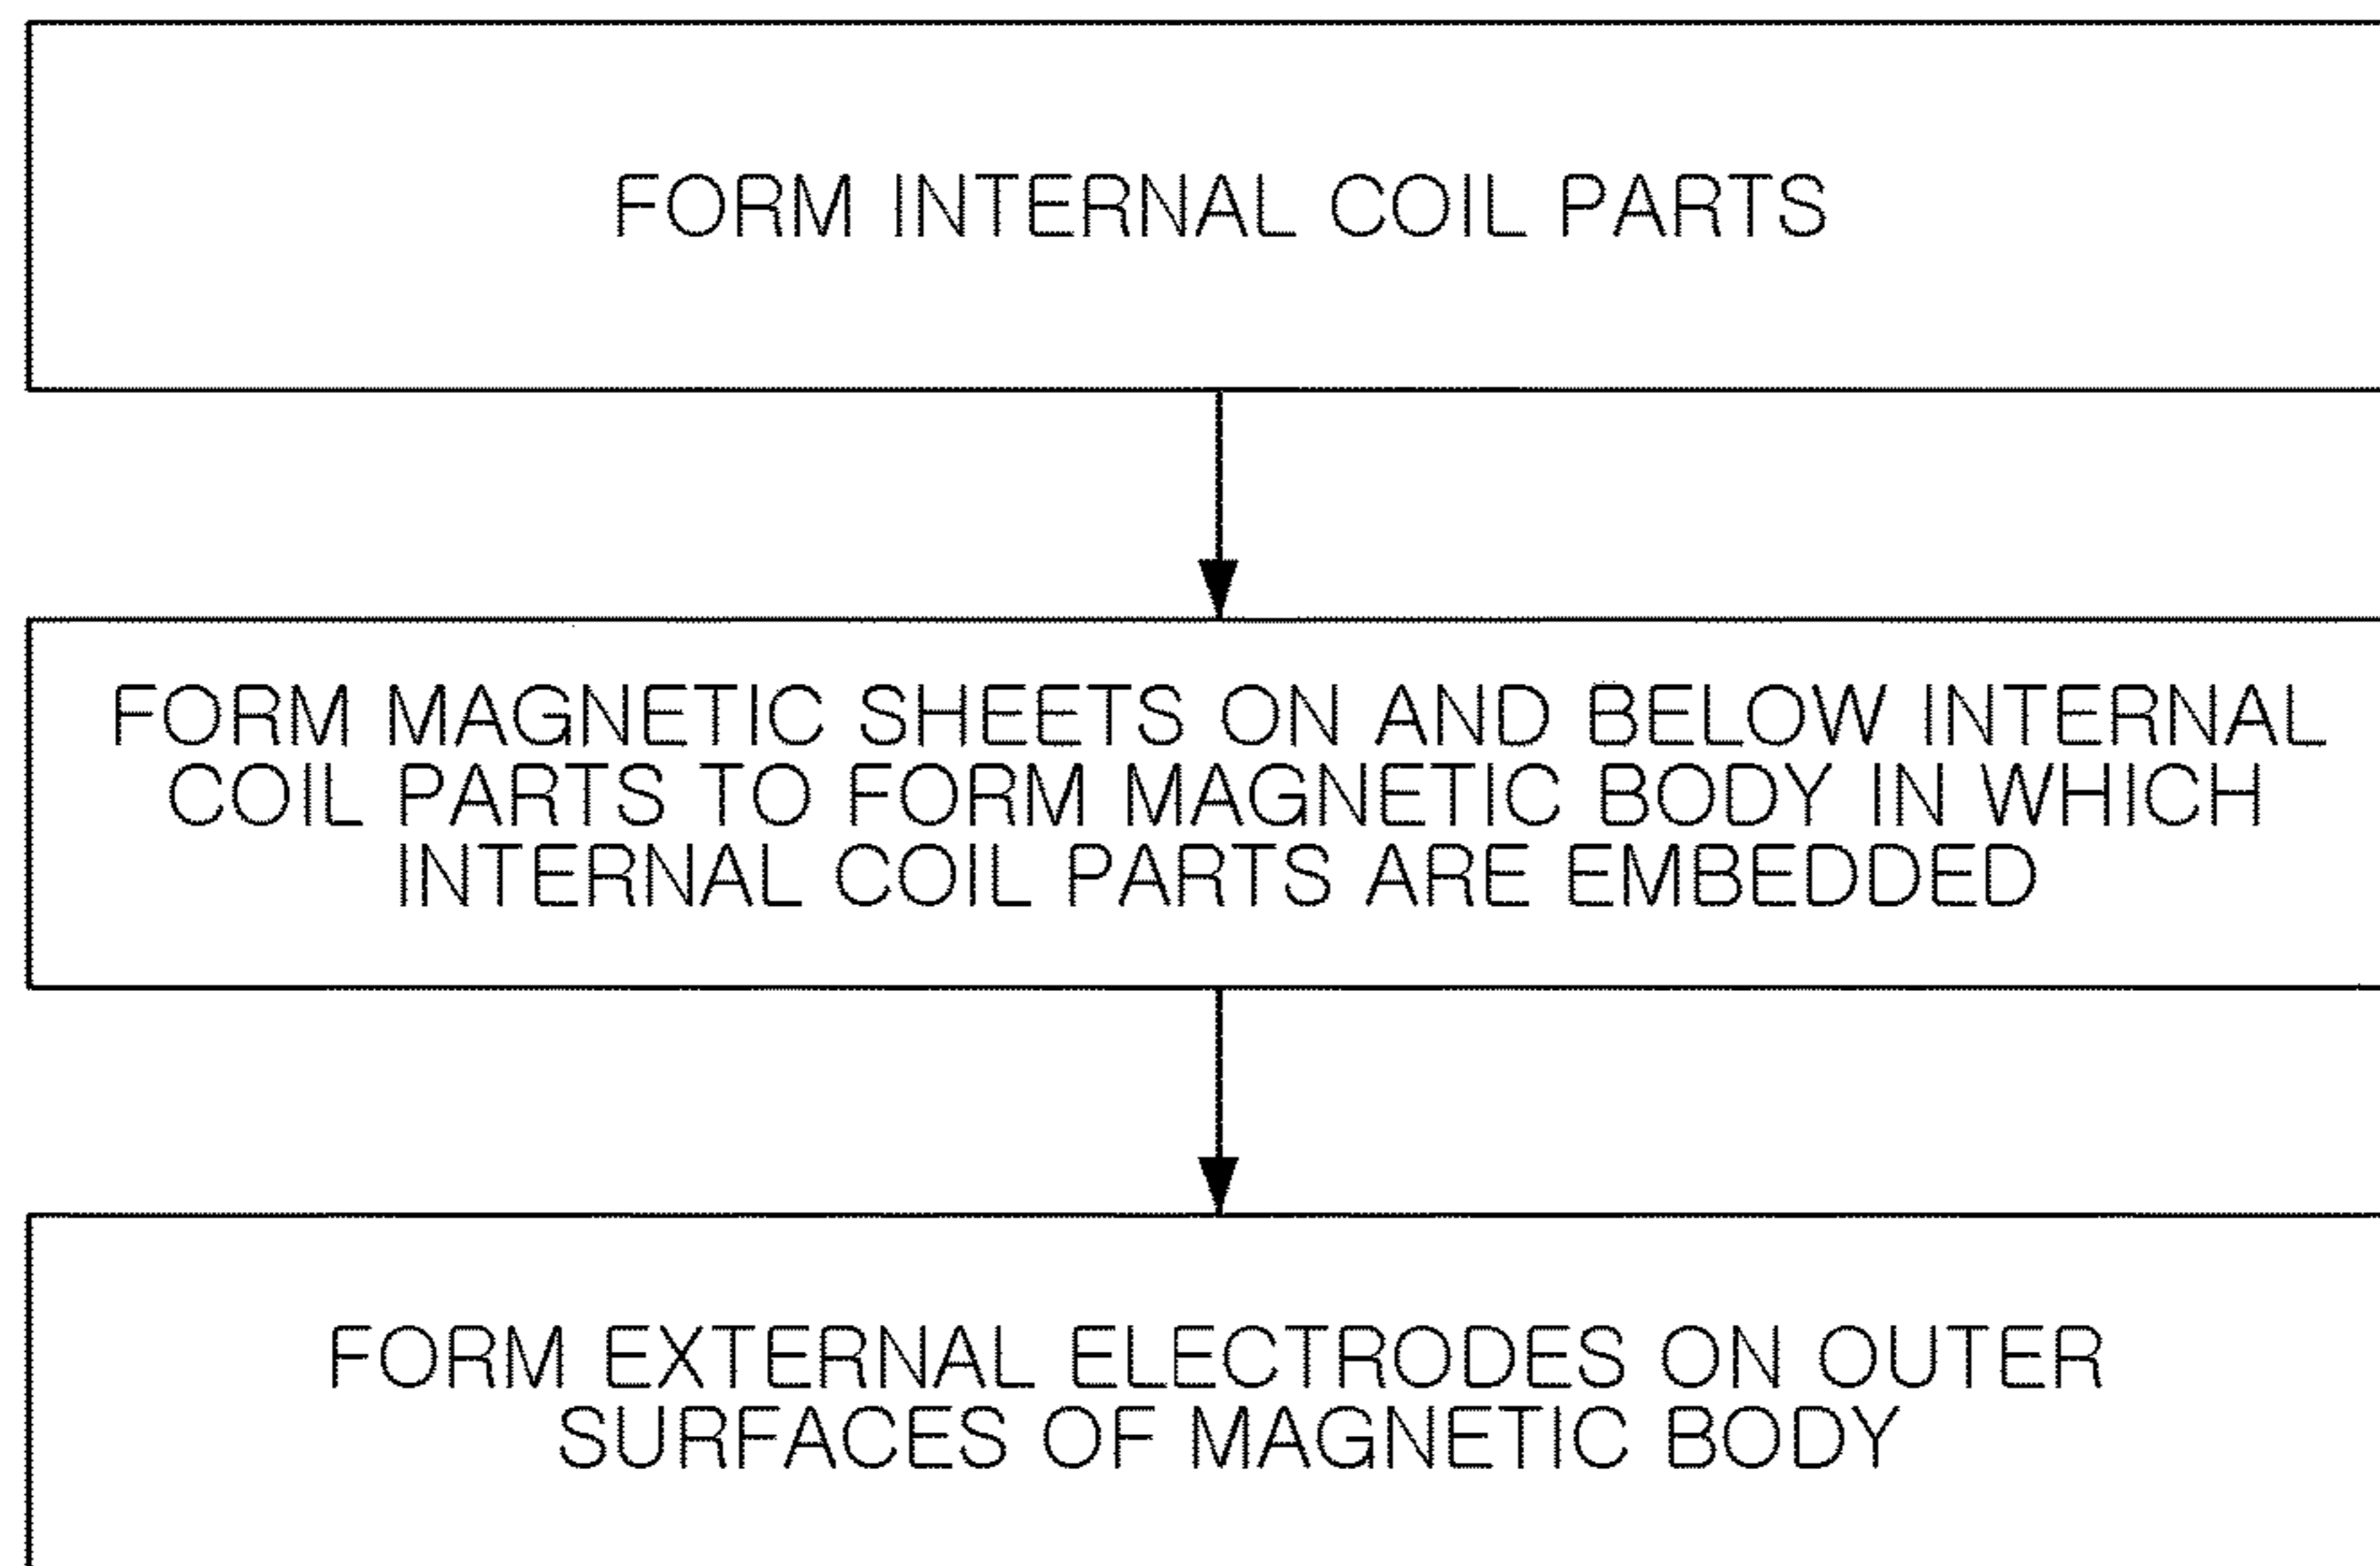 FORM INTERNAL COIL PARTS
FORM MAGNETIC SHEETS ON AND BELOW INTERNAL
COIL PARTS TO FORM MAGNETIC BODY IN WHICH
INTERNAL COIL PARTS ARE EMBEDDED
FORM EXTERNAL ELECTRODES ON OUTER
SURFACES OF MAGNETIC BODY